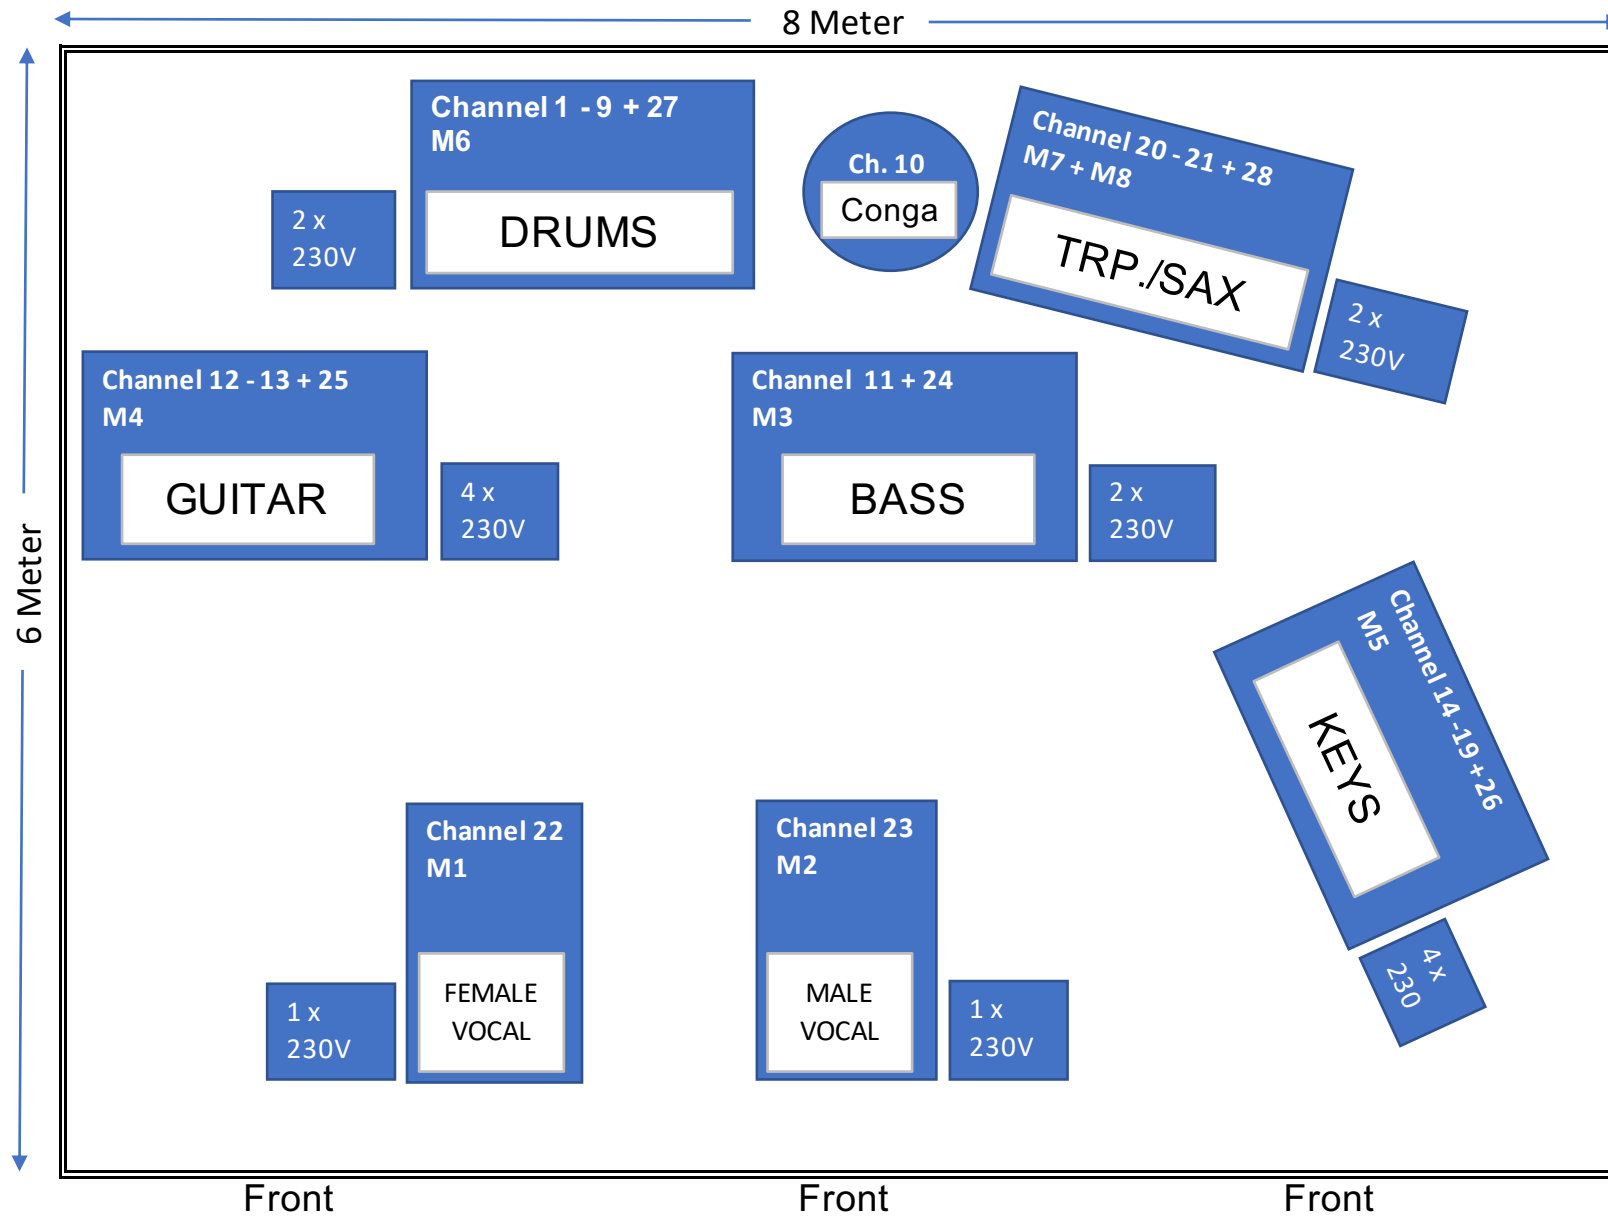 8 Meter
6 Meter
Channel 1 - 9 + 27
M6
DRUMS
2 x
230V
Ch. 10
Conga
Channel 20 - 21 + 28
M7 + M8
TRP./SAX
2 x
230V
Channel 12 - 13 + 25
M4
GUITAR
4 x
230V
Channel 11 + 24
M3
BASS
2 x
230V
Channel 14 -19 +26
M5
KEYS
4 x
230
Channel 22
M1
FEMALE
VOCAL
1 x
230V
Channel 23
M2
MALE
VOCAL
1 x
230V
Front
Front
Front